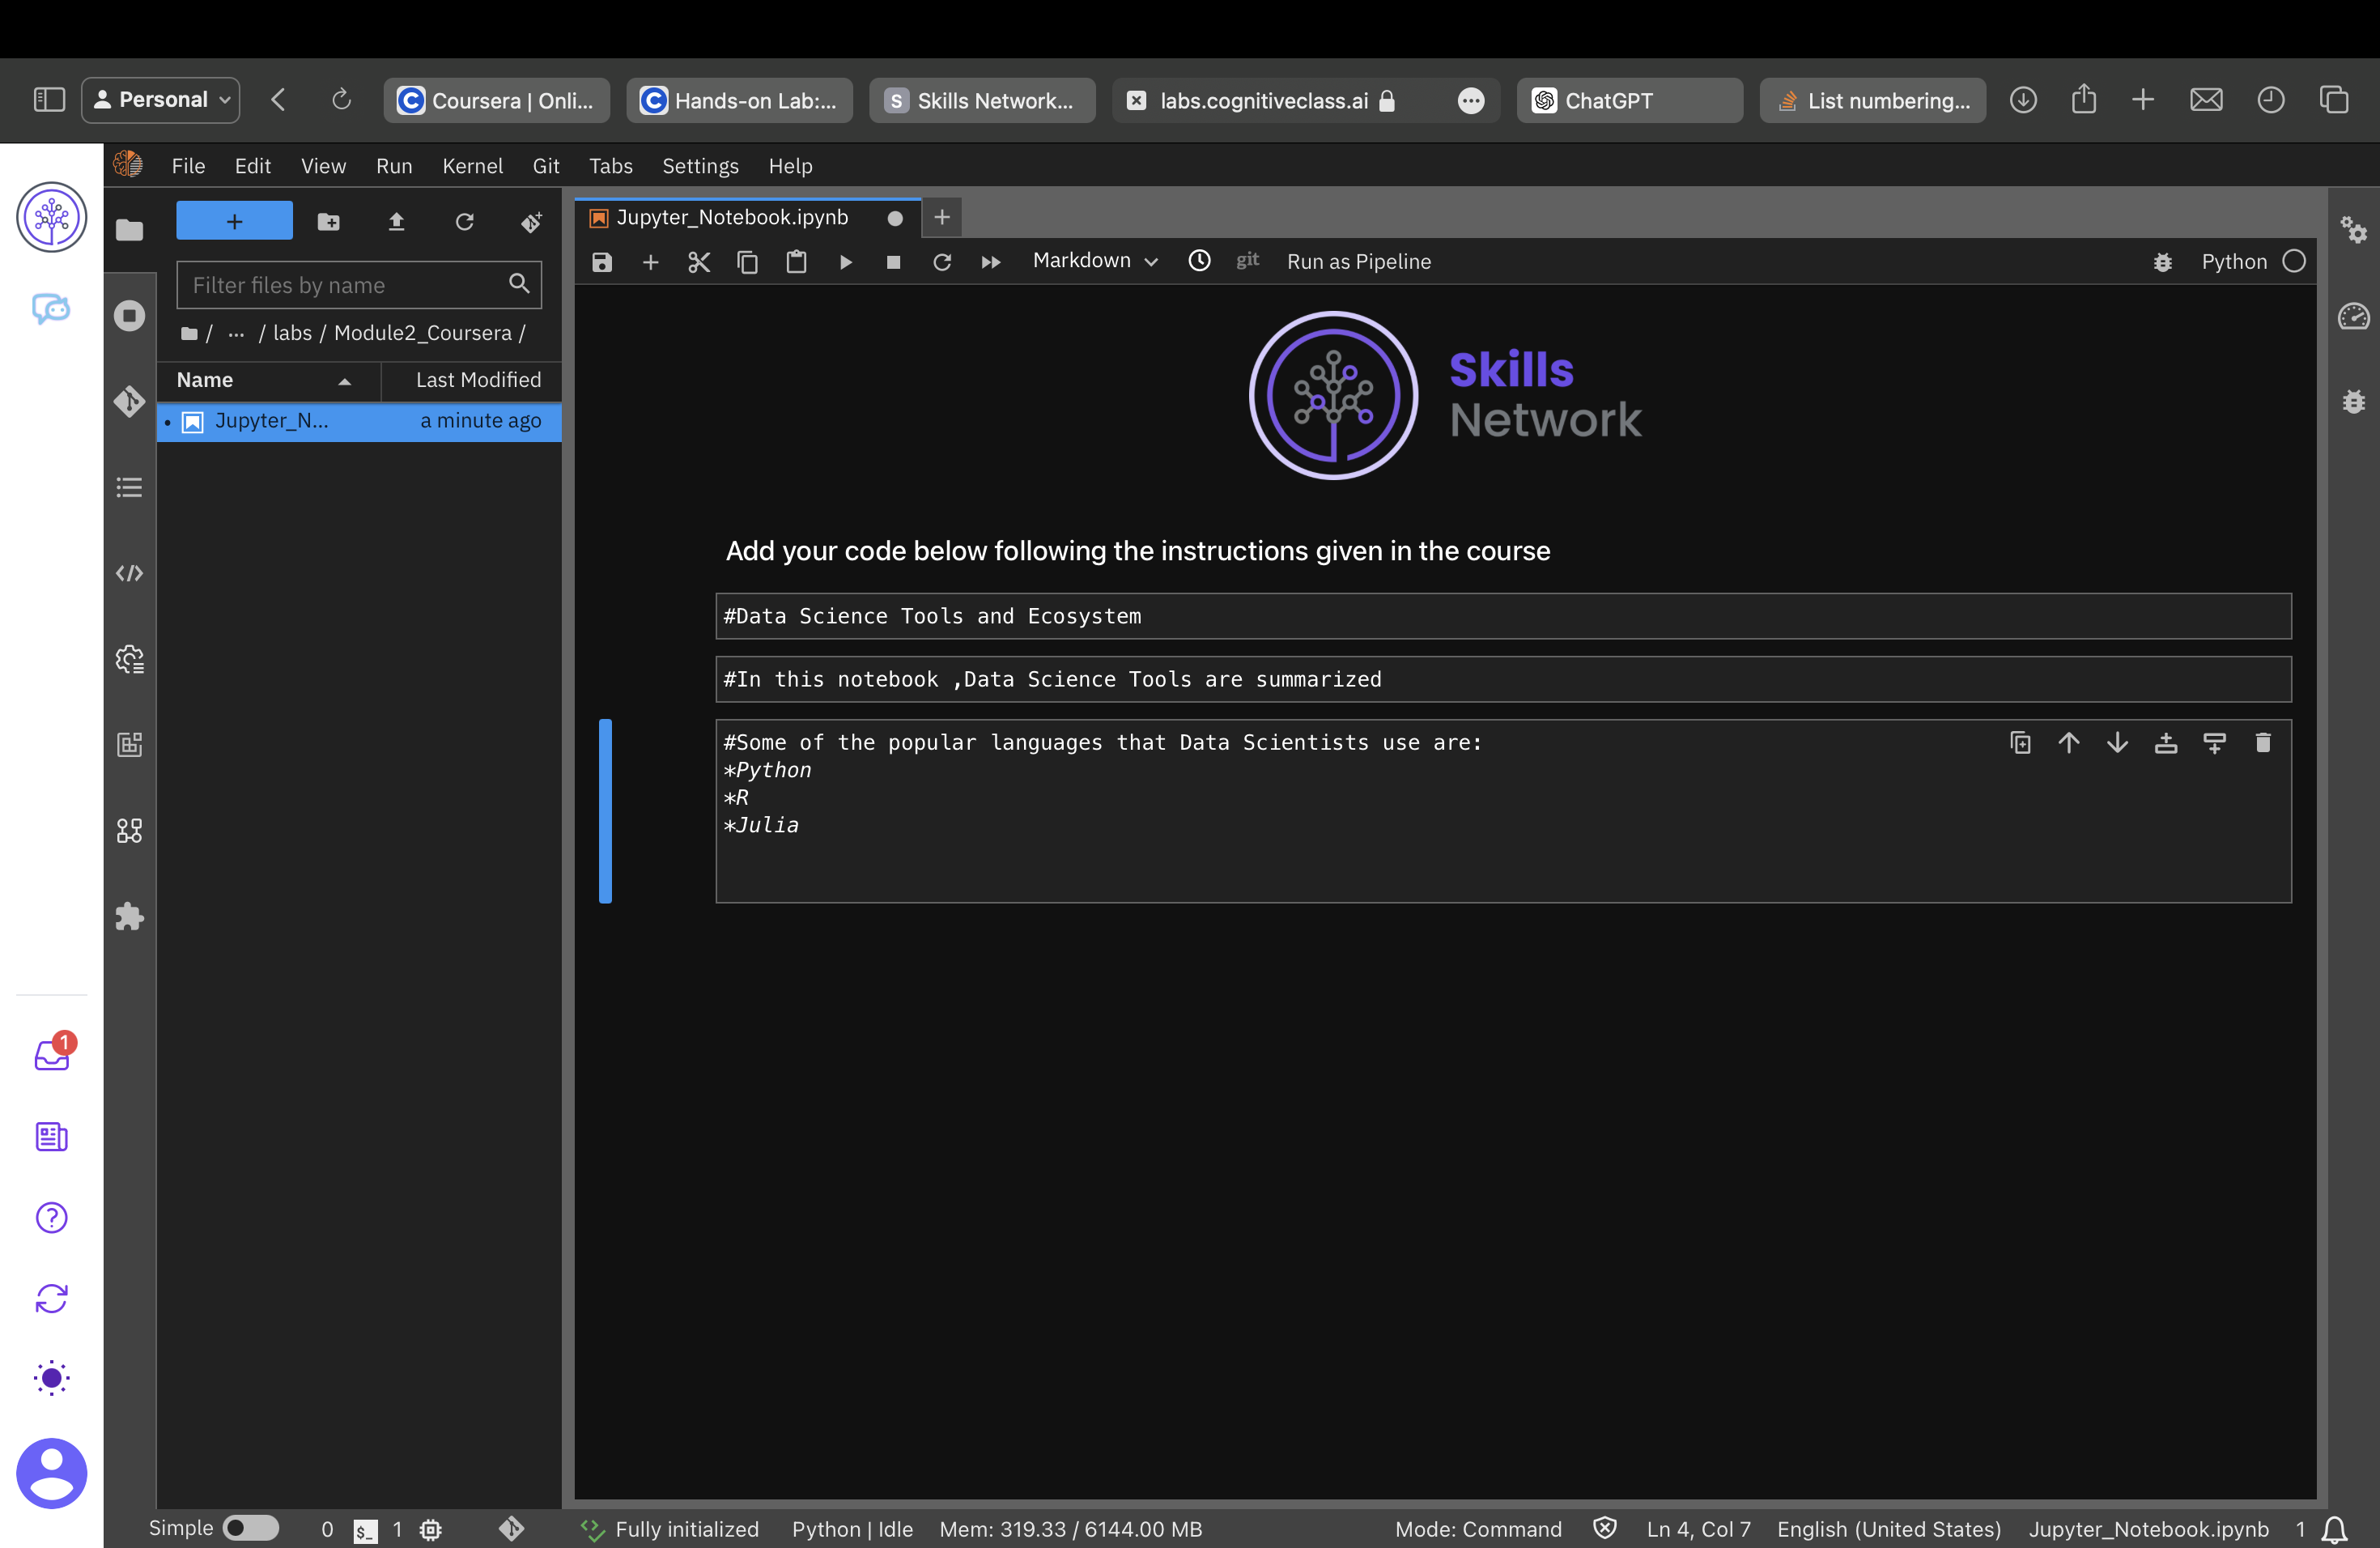 Personal
Coursera | Onli...
Hands-on Lab:...
S Skills Network...
labs.cognitiveclass.ai
ChatGPT
List numbering...
File Edit View Run Kernel Git Tabs Settings Help
Jupyter_Notebook.ipynb
Markdown
git
Run as Pipeline
Python
Filter files by name
/ ... / labs / Module2_Coursera /
Name
Last Modified
Jupyter_N...
a minute ago
Skills
Network
Add your code below following the instructions given in the course
#Data Science Tools and Ecosystem
#In this notebook ,Data Science Tools are summarized
#Some of the popular languages that Data Scientists use are:
*Python
*R
*Julia
1
Simple
0
$_
1
Fully initialized
Python | Idle
Mem: 319.33 / 6144.00 MB
Mode: Command
Ln 4, Col 7
English (United States)
Jupyter_Notebook.ipynb
1